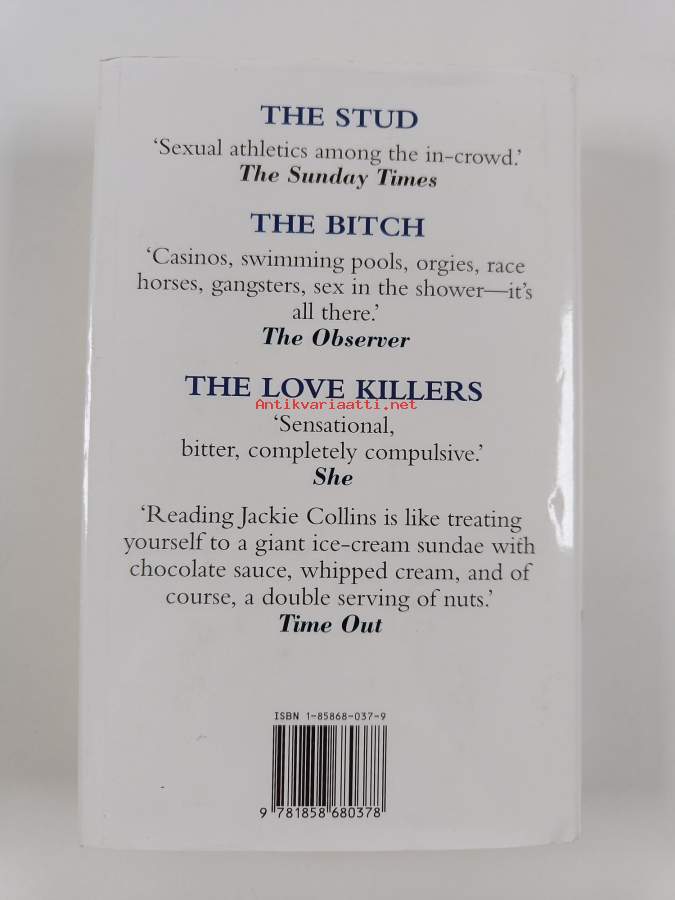 THE STUD
‘Sexual athletics among the in-crowd.’
The Sunday Times
THE BITCH
‘Casinos, swimming pools, orgies, race
horses, gangsters, sex in the shower—it’s
all there.’
The Observer
THE LOVE KILLERS
Antikvariaatti.net
‘Sensational,
bitter, completely compulsive.’
She
‘Reading Jackie Collins is like treating
yourself to a giant ice-cream sundae with
chocolate sauce, whipped cream, and of
course, a double serving of nuts.’
Time Out
ISBN 1-85868-037-9
9 781858 680378